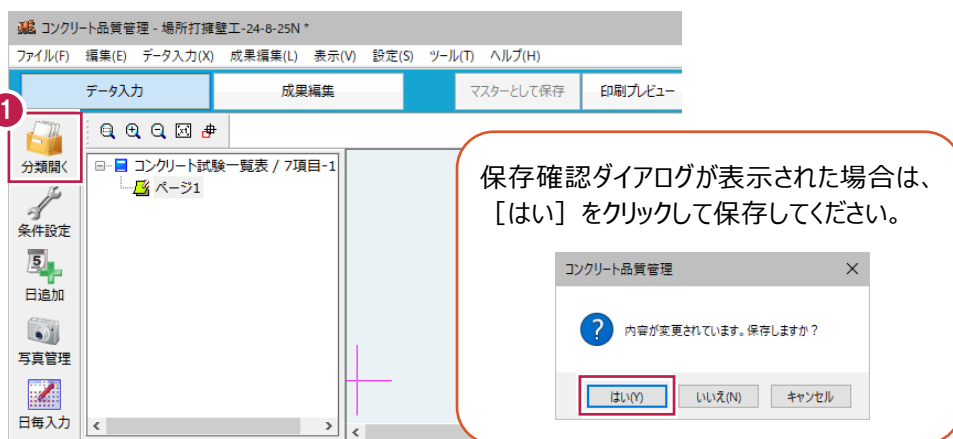 コンクリート品質管理 - 場所打擁壁工-24-8-25N *
ファイル(F) 編集(E) データ入力(X) 成果編集(L) 表示(V) 設定(S) ツール(T) ヘルプ(H)
データ入力 成果編集 マスターとして保存 印刷プレビュー
1
分類開く
コンクリート試験一覧表 / 7項目-1
ページ1
条件設定
5
日追加
写真管理
日毎入力
保存確認ダイアログが表示された場合は、
［はい］をクリックして保存してください。
コンクリート品質管理
内容が変更されています。保存しますか？
はい(Y) いいえ(N) キャンセル